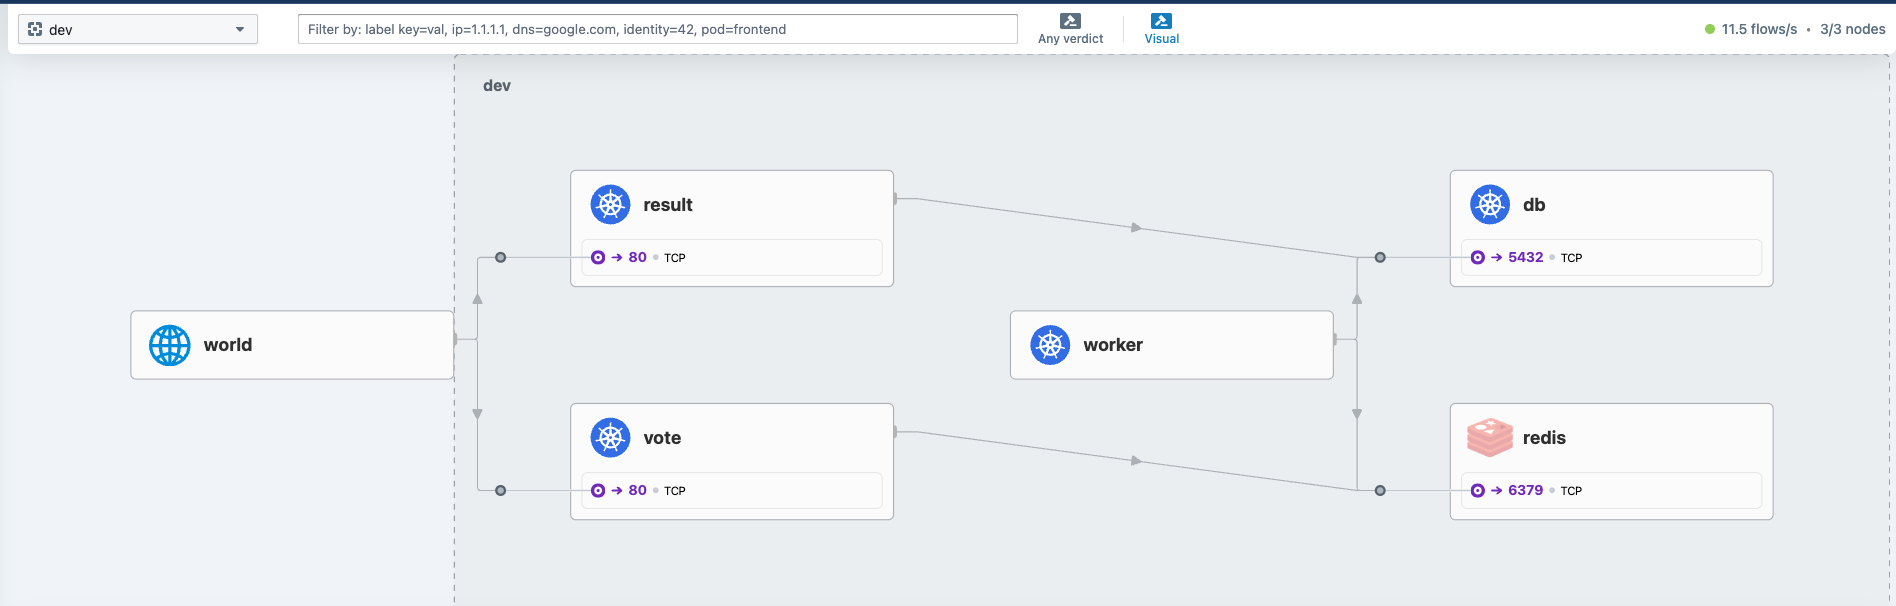 dev
Filter by: label key=val, ip=1.1.1.1, dns=google.com, identity=42, pod=frontend
Any verdict
Visual
11.5 flows/s • 3/3 nodes
dev
result
→ 80 • TCP
db
→ 5432 • TCP
world
worker
vote
→ 80 • TCP
redis
→ 6379 • TCP